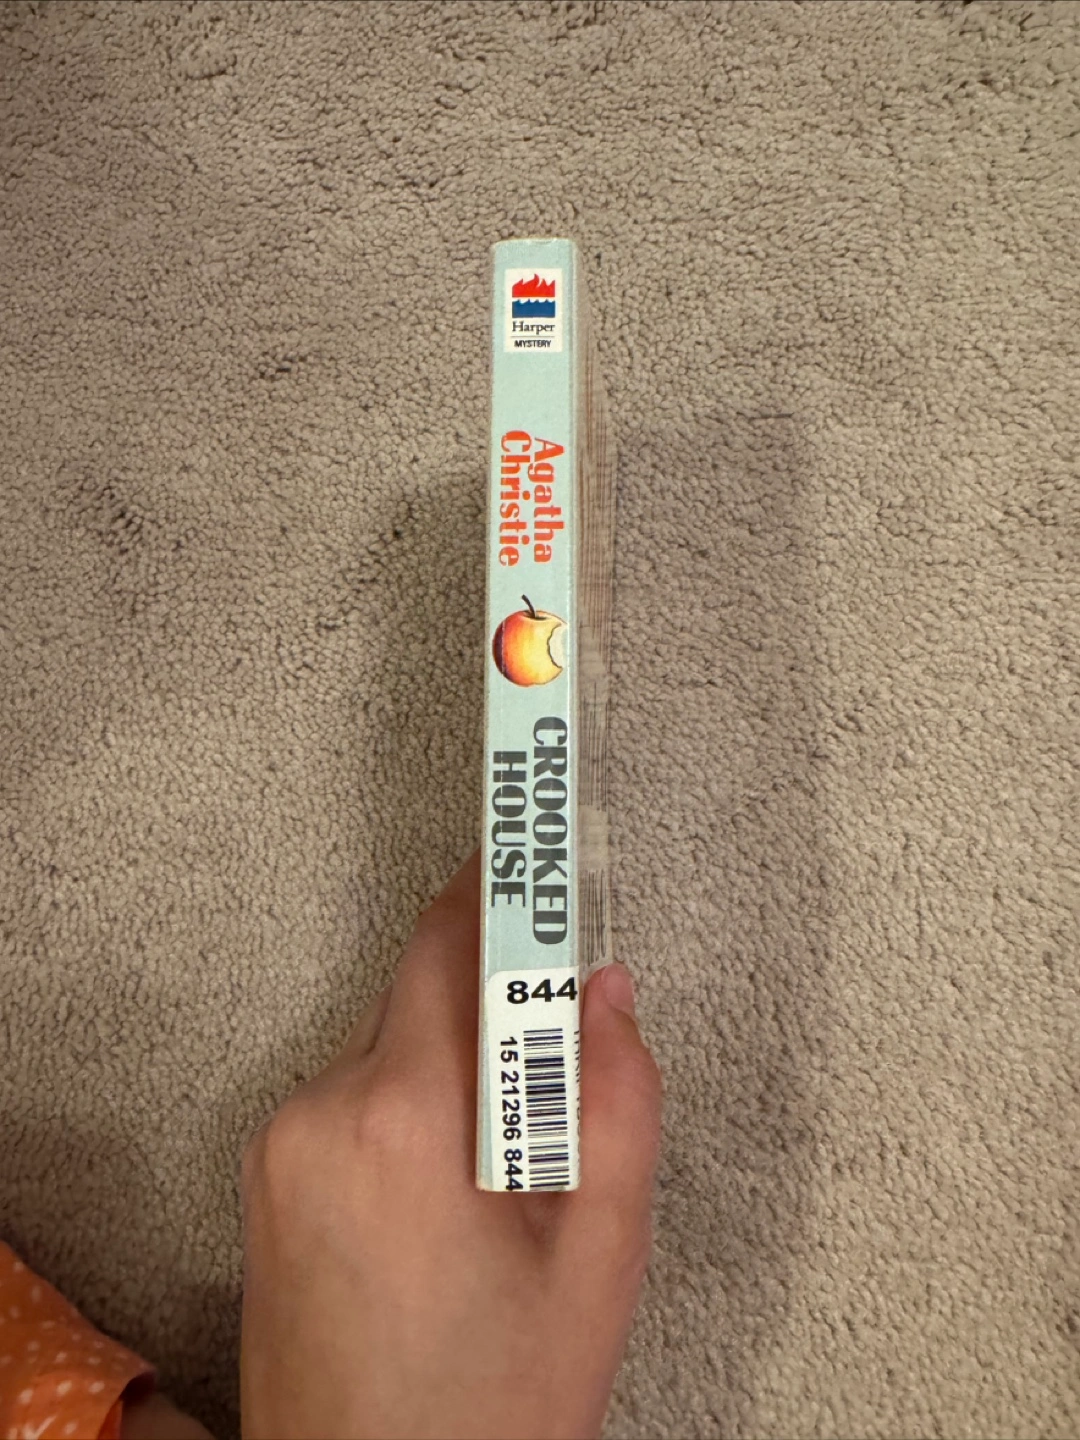 Harper
MYSTERY
Agatha
Christie
CROOKED
HOUSE
844
15 21296 844